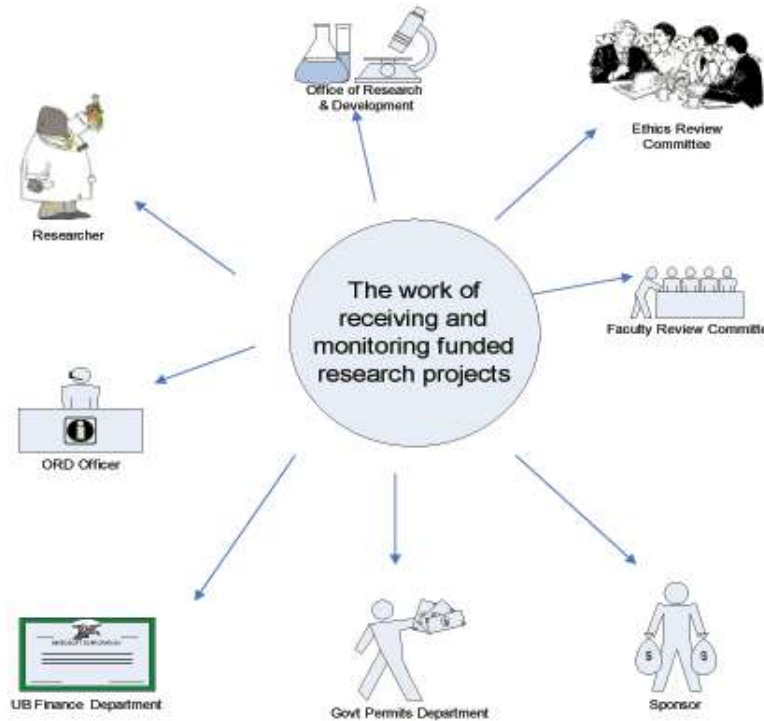 Office of Research
& Development
Ethics Review
Committee
Researcher
The work of
receiving and
monitoring funded
research projects
Faculty Review Committe
ORD Officer
i
UB Finance Department
Govt Permits Department
$ $
Sponsor